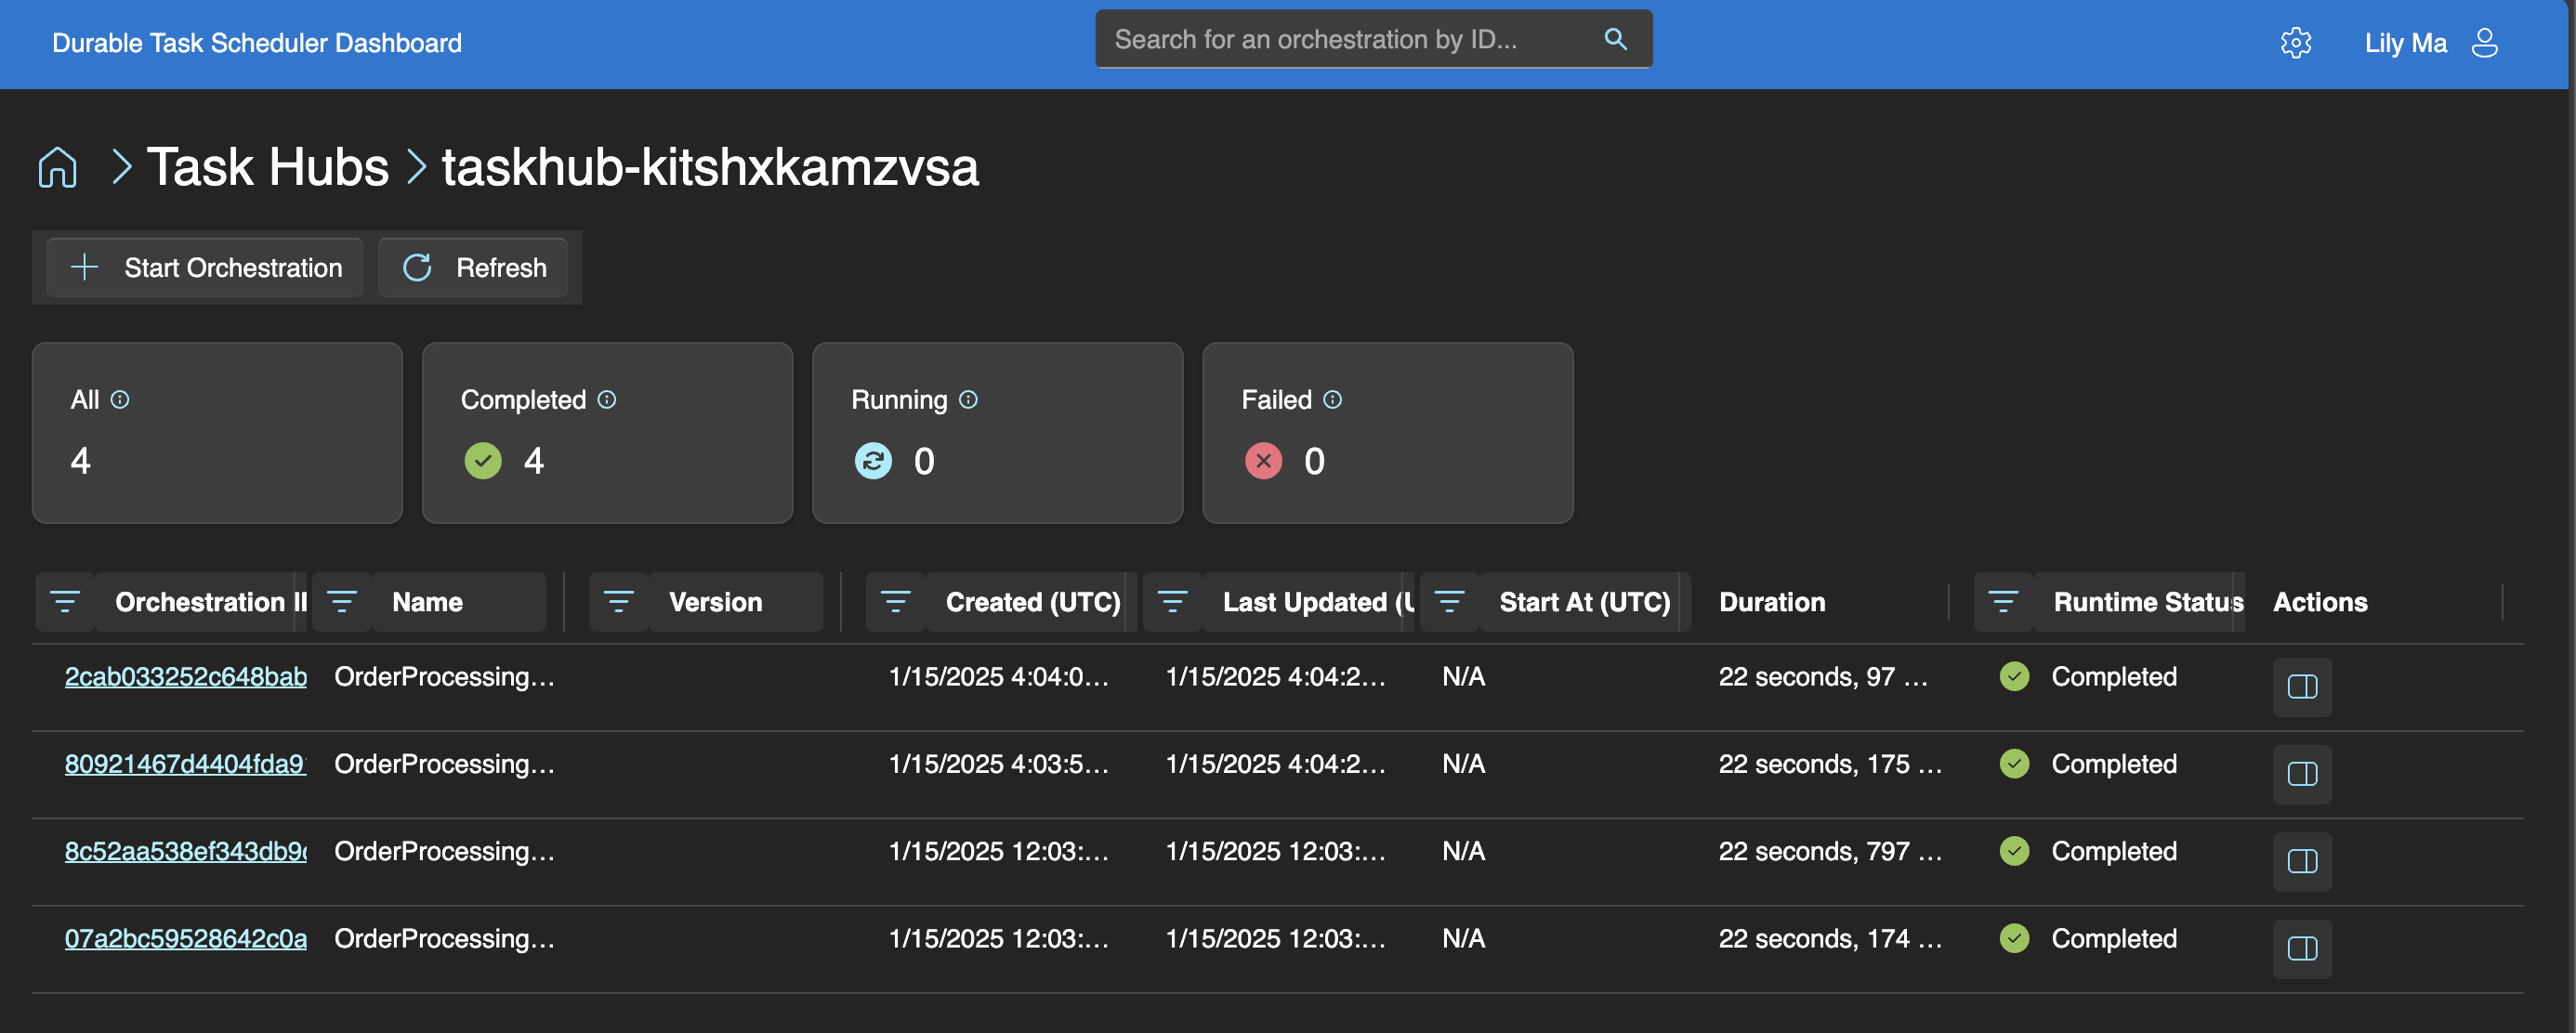 Durable Task Scheduler Dashboard Search for an orchestration by ID... Lily Ma
Task Hubs taskhub-kitshxkamzvsa
Start Orchestration Refresh
All Completed Running Failed
4 4 0 0
Orchestration I Name Version Created (UTC) Last Updated (U Start At (UTC) Duration Runtime Status Actions
2cab033252c648bab OrderProcessing... 1/15/2025 4:04:0... 1/15/2025 4:04:2... N/A 22 seconds, 97 ... Completed
80921467d4404fda9 OrderProcessing... 1/15/2025 4:03:5... 1/15/2025 4:04:2... N/A 22 seconds, 175 ... Completed
8c52aa538ef343db9 OrderProcessing... 1/15/2025 12:03:... 1/15/2025 12:03:... N/A 22 seconds, 797 ... Completed
07a2bc59528642c0a OrderProcessing... 1/15/2025 12:03:... 1/15/2025 12:03:... N/A 22 seconds, 174 ... Completed